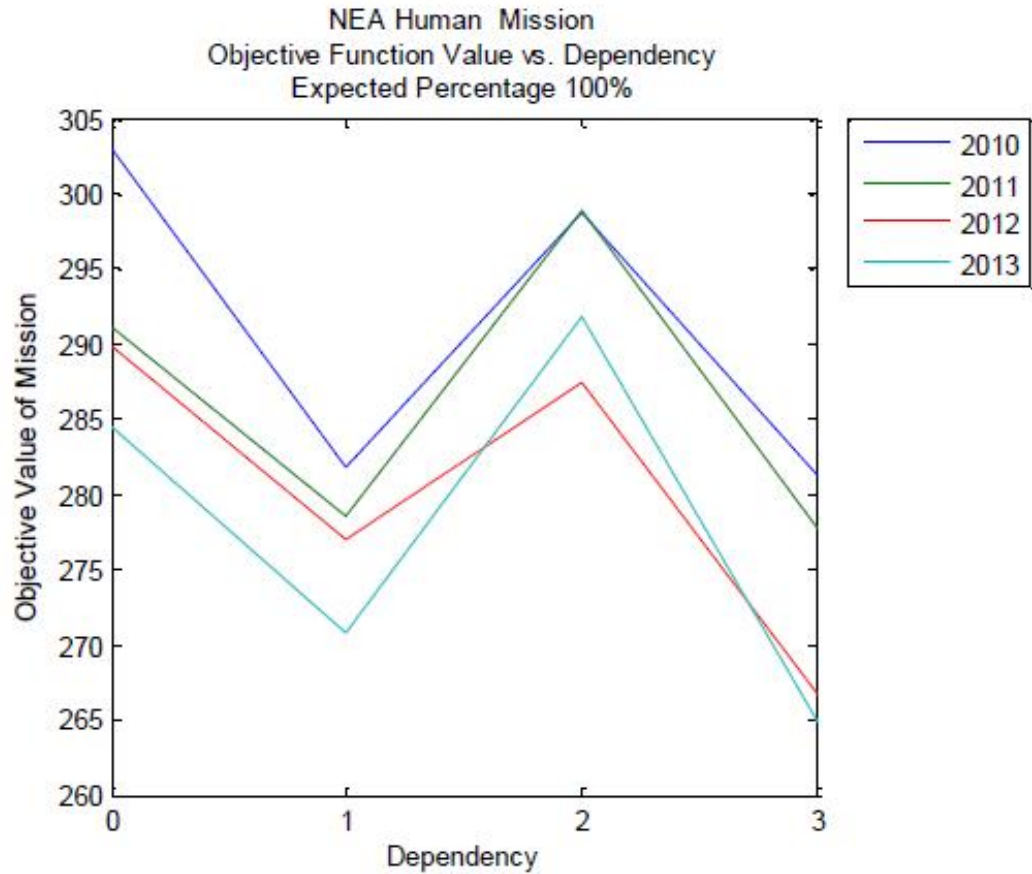 NEA Human Mission
Objective Function Value vs. Dependency
Expected Percentage 100%
305
300
295
290
285
280
275
270
265
260
Objective Value of Mission
0 1 2 3
Dependency
2010
2011
2012
2013